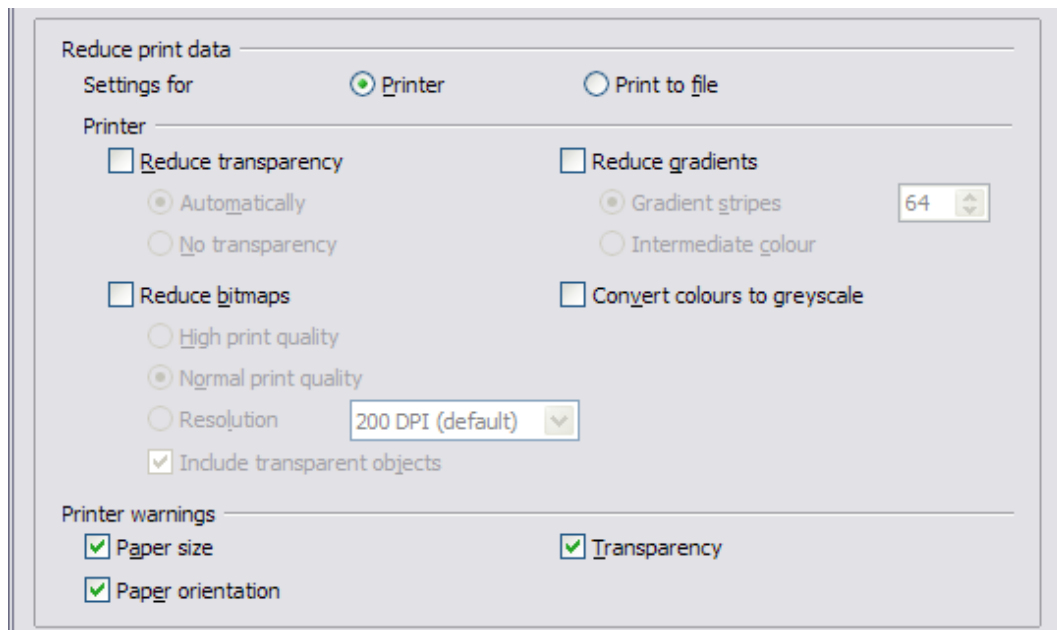 Reduce print data
Settings for Printer Print to file
Printer
Reduce transparency Reduce gradients
Automatically Gradient stripes 64
No transparency Intermediate colour
Reduce bitmaps Convert colours to greyscale
High print quality
Normal print quality
Resolution 200 DPI (default)
Include transparent objects
Printer warnings
Paper size Transparency
Paper orientation